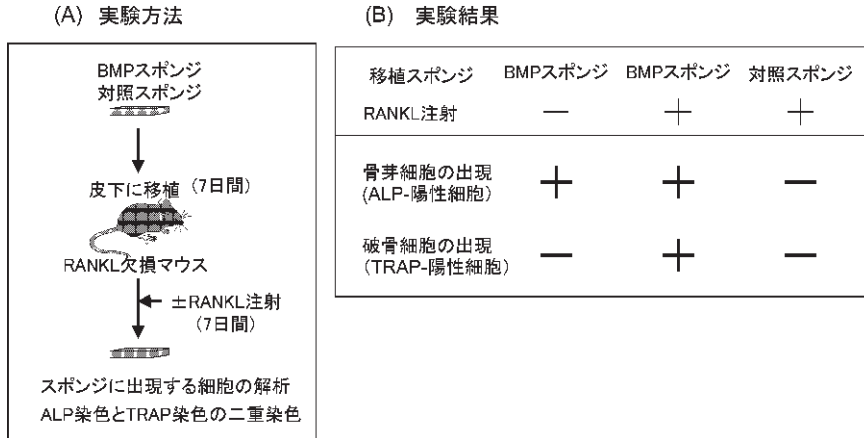 (A) 実験方法
(B) 実験結果
BMPスポンジ
対照スポンジ
皮下に移植 (7日間)
RANKL欠損マウス
±RANKL注射
(7日間)
スポンジに出現する細胞の解析
ALP染色とTRAP染色の二重染色
移植スポンジ BMPスポンジ BMPスポンジ 対照スポンジ
RANKL注射 － ＋ ＋
骨芽細胞の出現
(ALP-陽性細胞) ＋ ＋ －
破骨細胞の出現
(TRAP-陽性細胞) － ＋ －